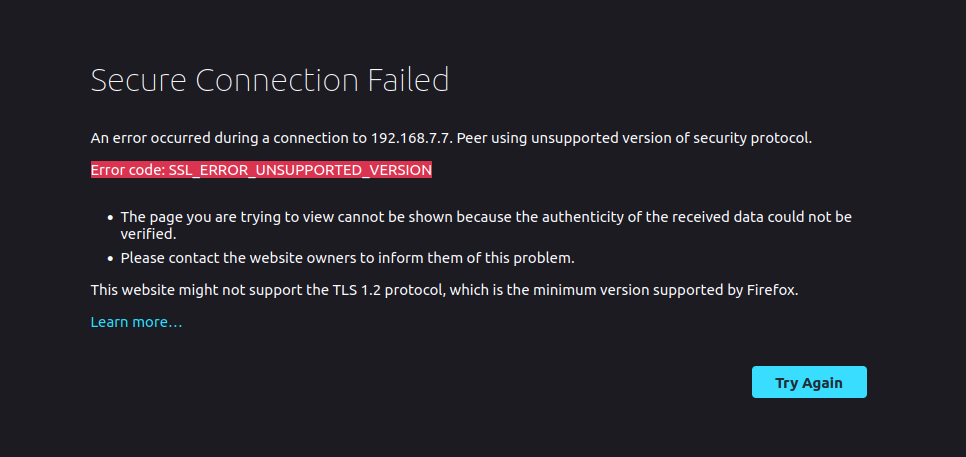 Secure Connection Failed
An error occurred during a connection to 192.168.7.7. Peer using unsupported version of security protocol.
Error code: SSL_ERROR_UNSUPPORTED_VERSION
• The page you are trying to view cannot be shown because the authenticity of the received data could not be
verified.
• Please contact the website owners to inform them of this problem.
This website might not support the TLS 1.2 protocol, which is the minimum version supported by Firefox.
Learn more…
Try Again